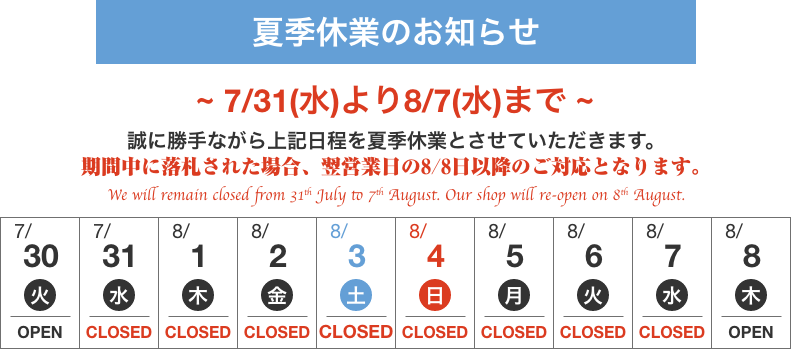 夏季休業のお知らせ
~ 7/31(水)より8/7(水)まで ~
誠に勝手ながら上記日程を夏季休業とさせていただきます。
期間中に落札された場合、翌営業日の8/8日以降のご対応となります。
We will remain closed from 31th July to 7th August. Our shop will re-open on 8th August.
7/ 7/ 8/ 8/ 8/ 8/ 8/ 8/ 8/ 8/
30 31 1 2 3 4 5 6 7 8
火 水 木 金 土 日 月 火 水 木
OPEN CLOSED CLOSED CLOSED CLOSED CLOSED CLOSED CLOSED CLOSED OPEN